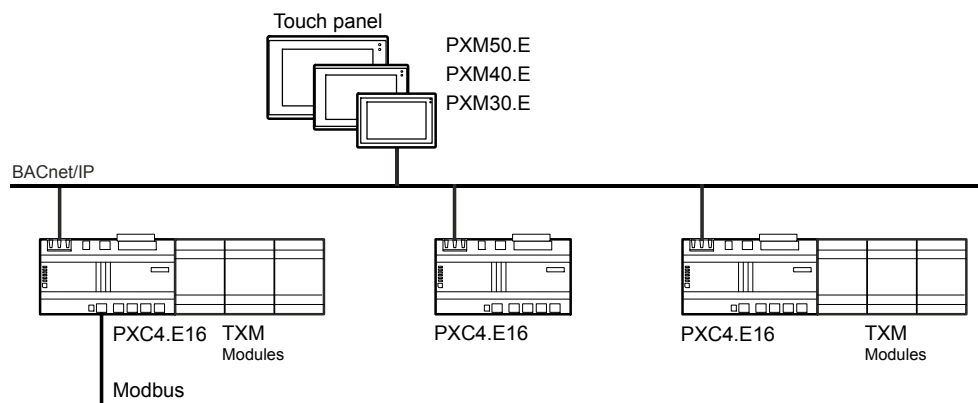 Touch panel
PXM50.E
PXM40.E
PXM30.E
BACnet/IP
PXC4.E16 TXM
Modules
PXC4.E16
PXC4.E16 TXM
Modules
Modbus